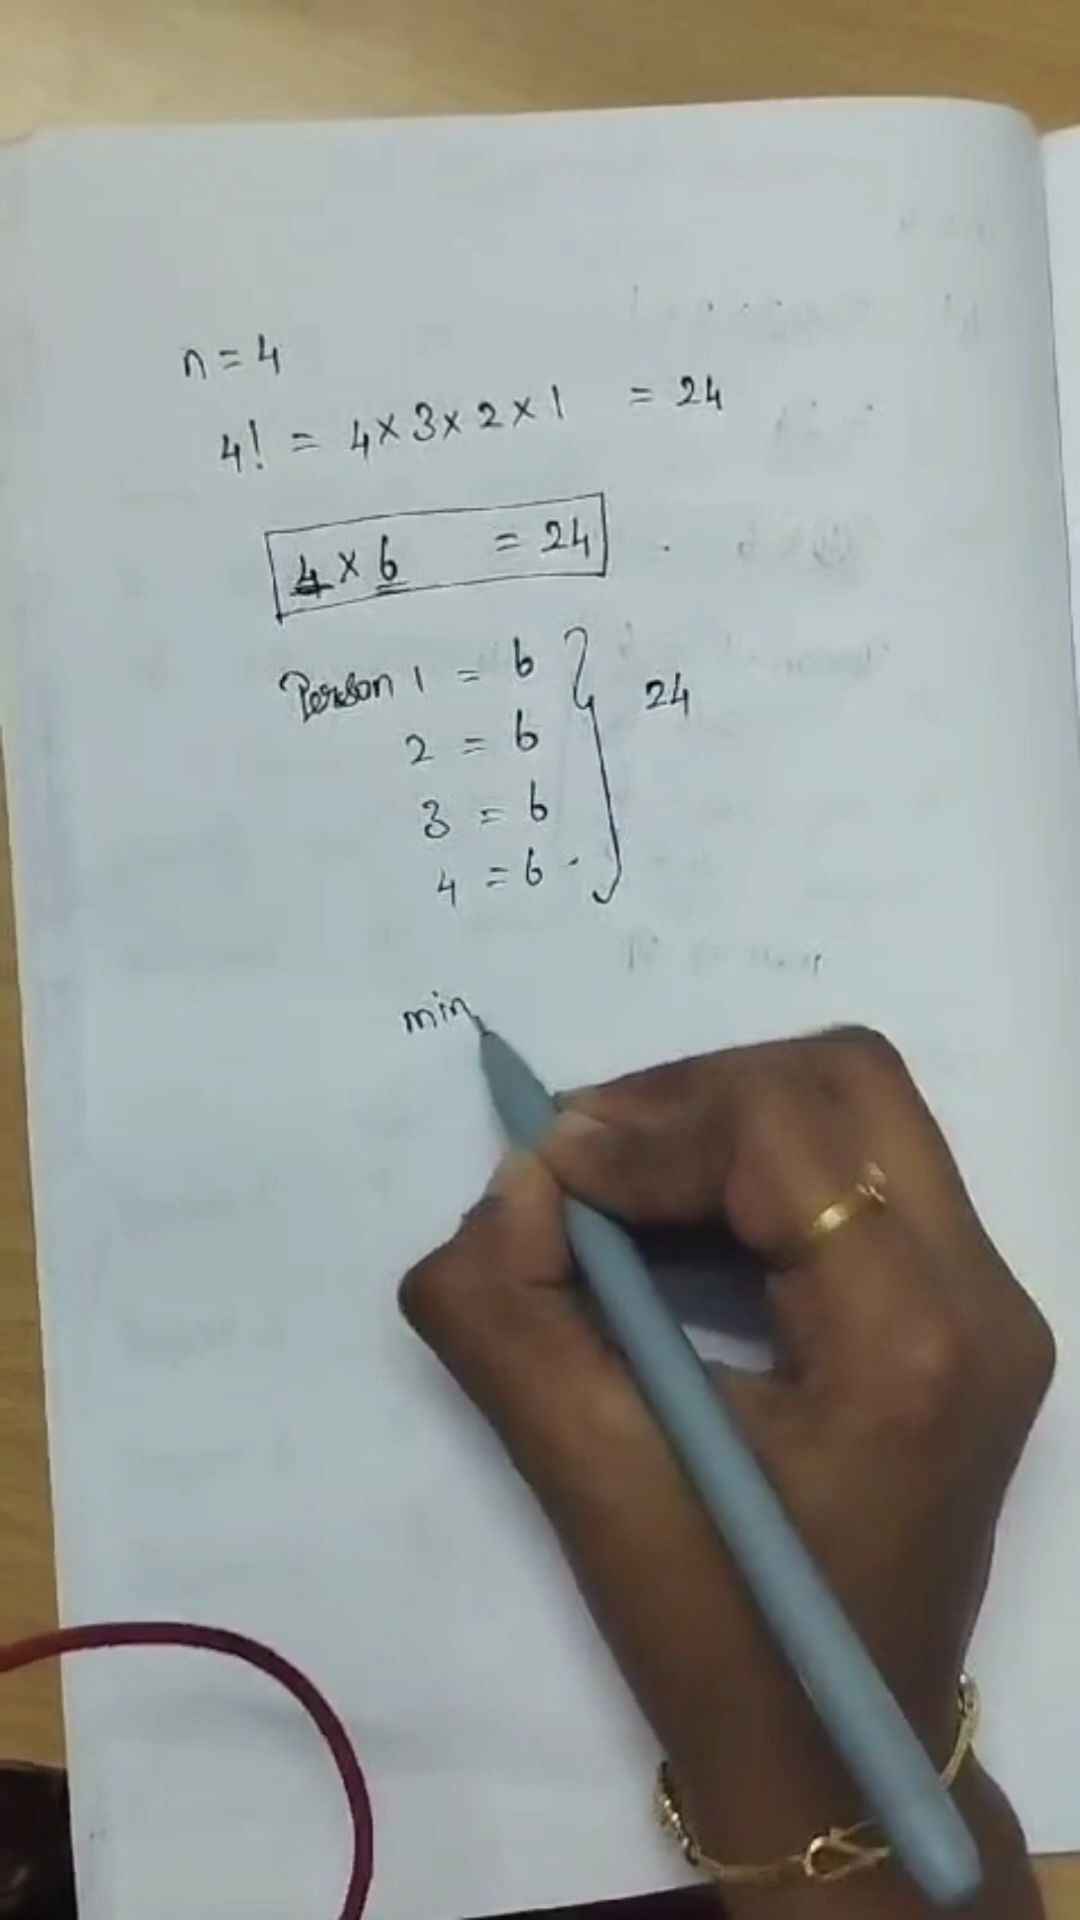 n = 4
4! = 4 x 3 x 2 x 1 = 24
4 x 6 = 24
Person 1 = 6
2 = 6 24
3 = 6
4 = 6
min